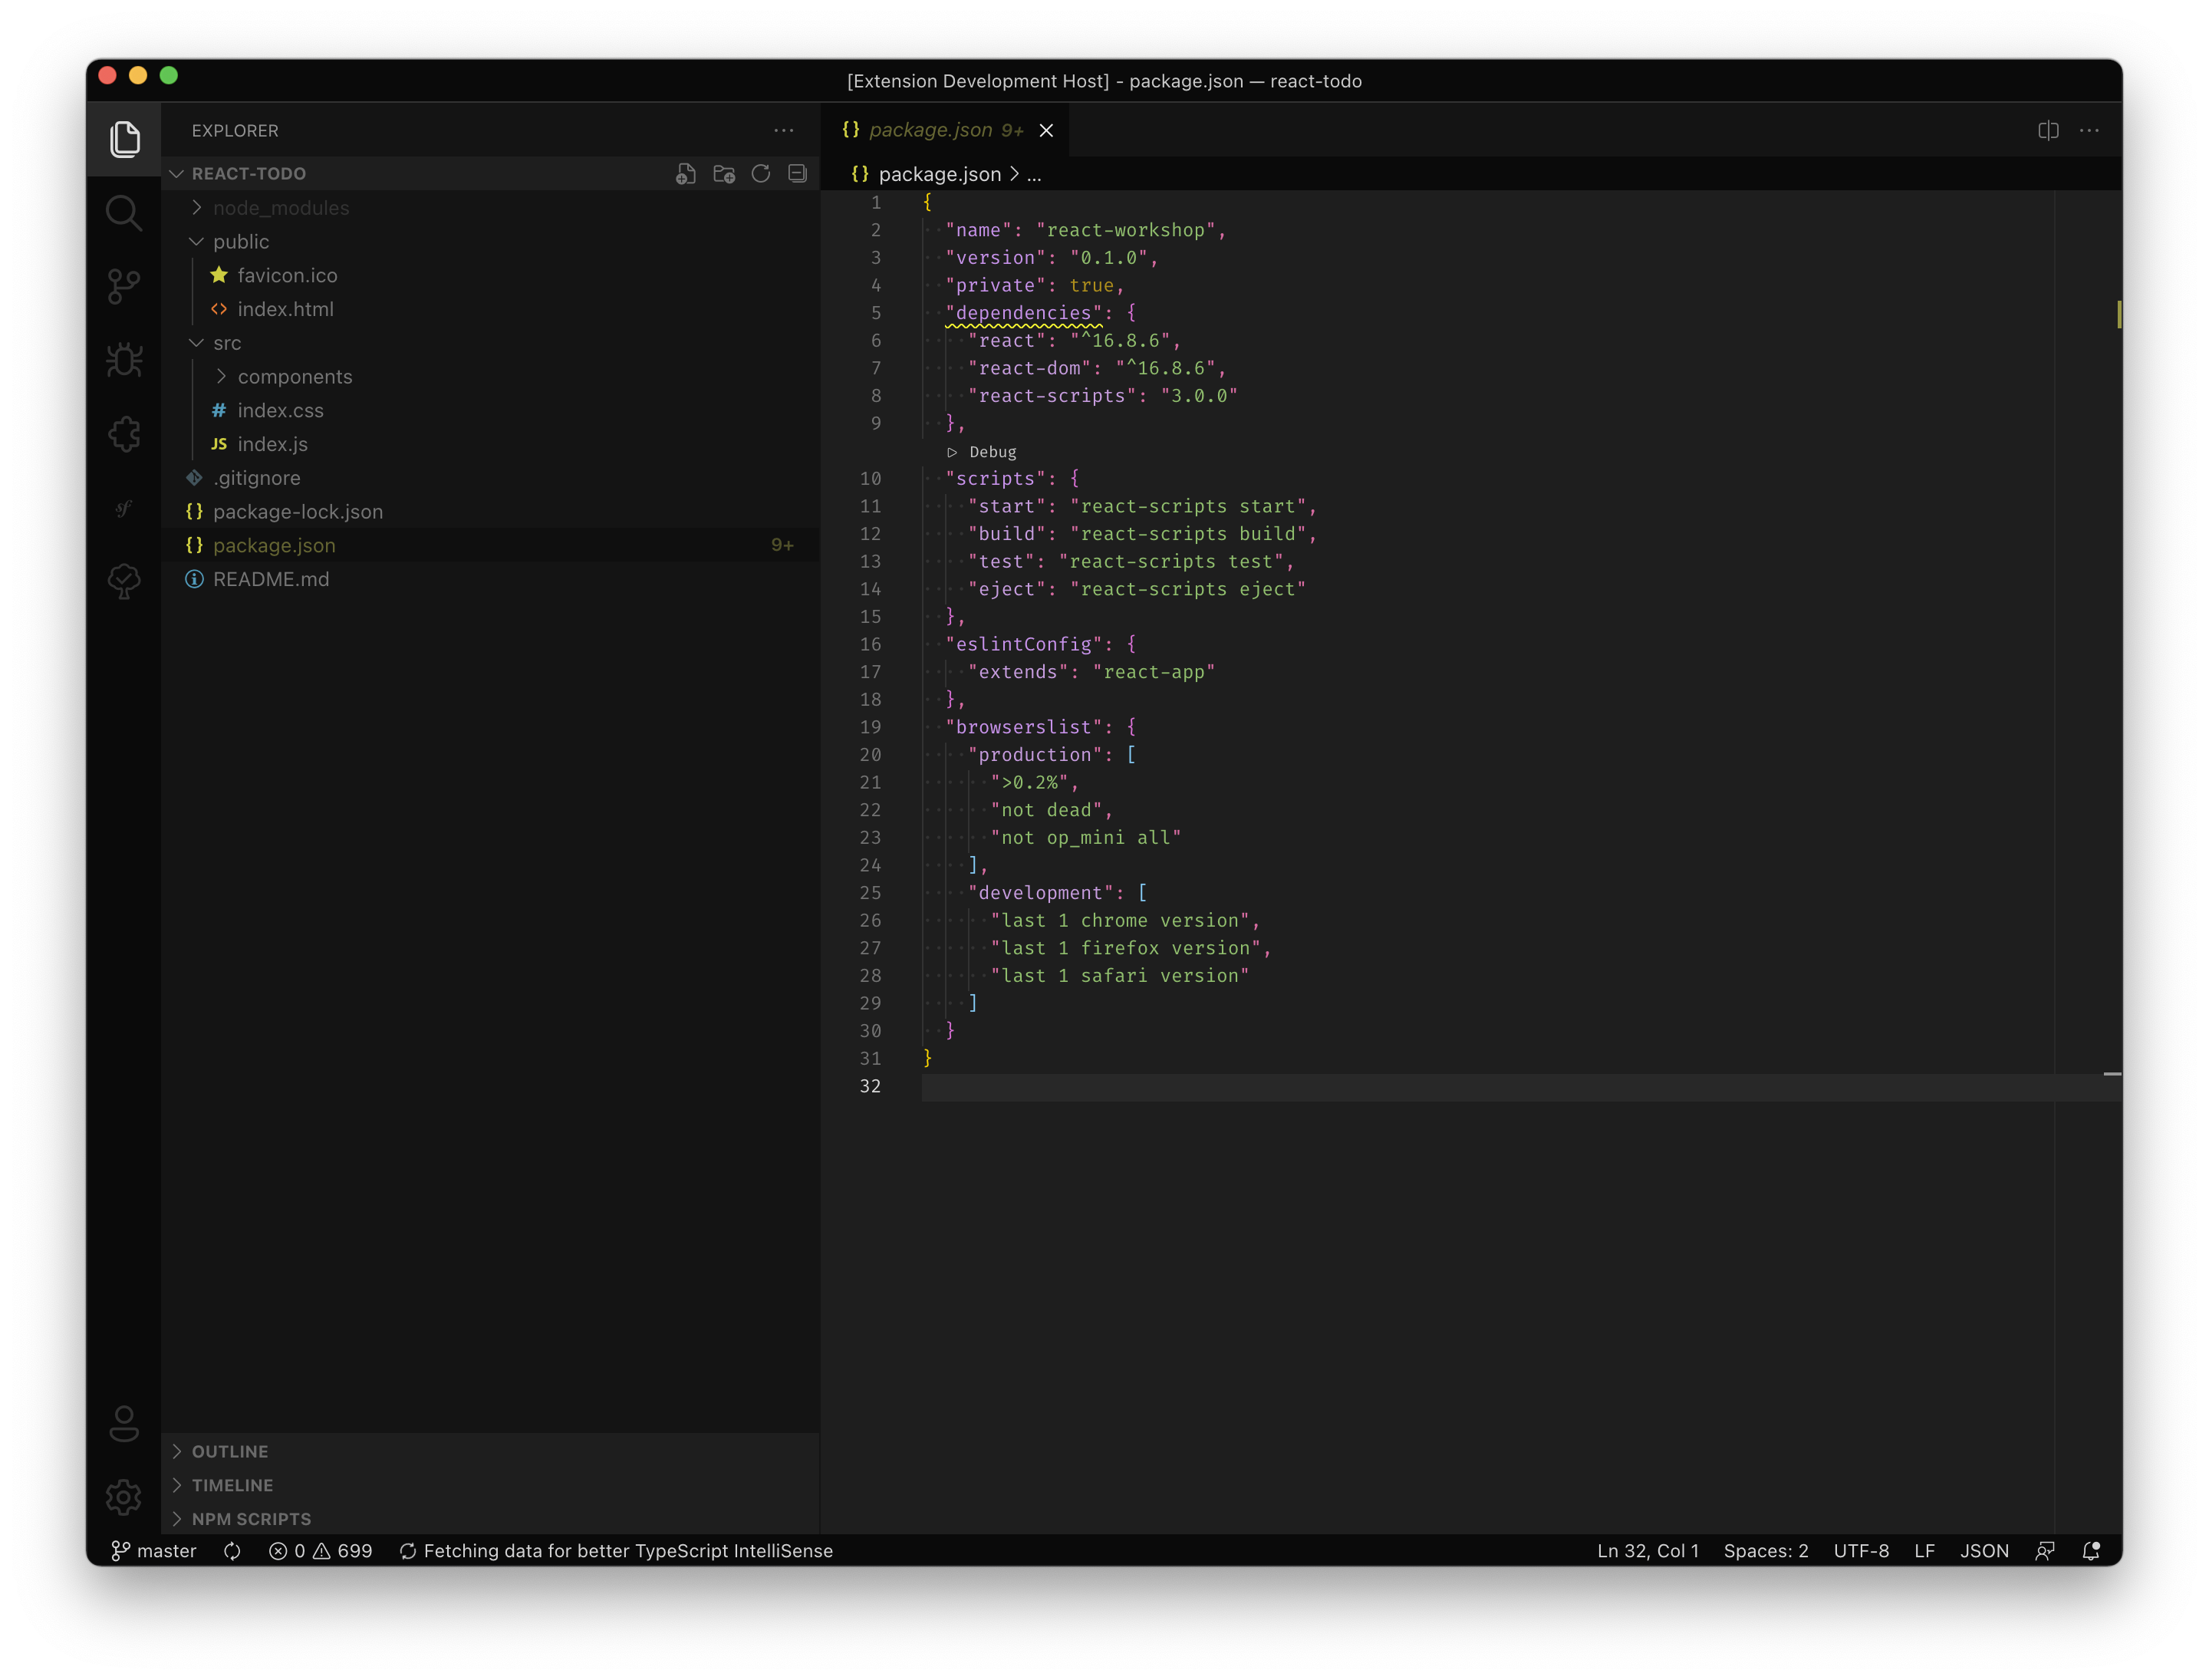 [Extension Development Host] - package.json — react-todo
EXPLORER
REACT-TODO
node_modules
public
favicon.ico
index.html
src
components
# index.css
JS index.js
.gitignore
{} package-lock.json
{} package.json 9+
README.md
OUTLINE
TIMELINE
NPM SCRIPTS
{} package.json 9+
{} package.json > ...
1 {
2 "name": "react-workshop",
3 "version": "0.1.0",
4 "private": true,
5 "dependencies": {
6 "react": "^16.8.6",
7 "react-dom": "^16.8.6",
8 "react-scripts": "3.0.0"
9 },
Debug
10 "scripts": {
11 "start": "react-scripts start",
12 "build": "react-scripts build",
13 "test": "react-scripts test",
14 "eject": "react-scripts eject"
15 },
16 "eslintConfig": {
17 "extends": "react-app"
18 },
19 "browserslist": {
20 "production": [
21 ">0.2%",
22 "not dead",
23 "not op_mini all"
24 ],
25 "development": [
26 "last 1 chrome version",
27 "last 1 firefox version",
28 "last 1 safari version"
29 ]
30 }
31 }
32
master 0 699 Fetching data for better TypeScript IntelliSense Ln 32, Col 1 Spaces: 2 UTF-8 LF JSON